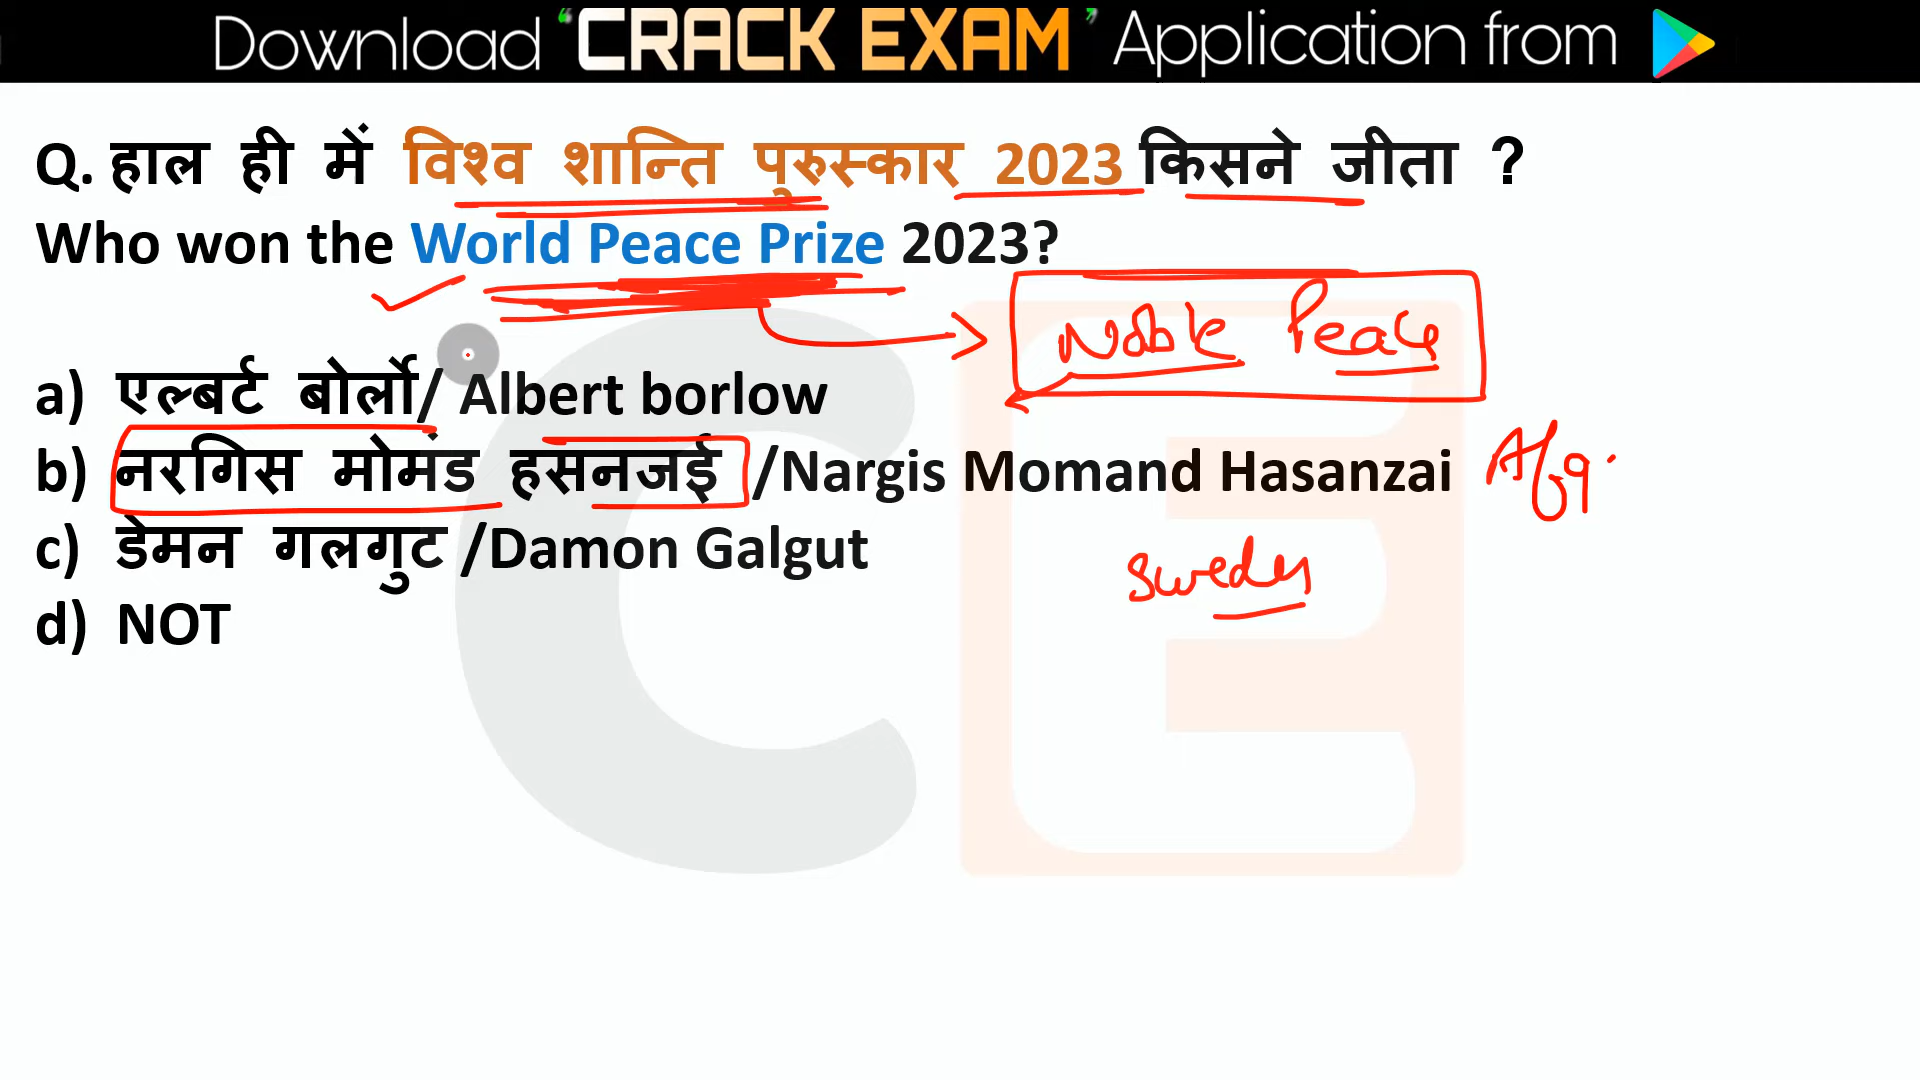 Download ‘CRACK EXAM’ Application from
Q. हाल ही में विश्व शान्ति पुरुस्कार 2023 किसने जीता ?
Who won the World Peace Prize 2023?
Noble Peace
a) एल्बर्ट बोर्लो/ Albert borlow
b) नरगिस मोमंड हसनजई /Nargis Momand Hasanzai
c) डेमन गलगुट /Damon Galgut
Sweden
d) NOT
CE